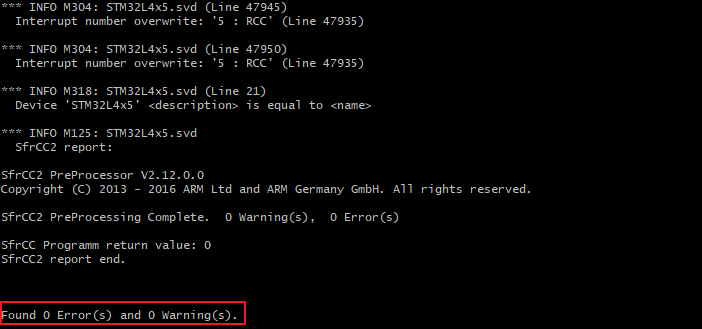 *** INFO M304: STM32L4x5.svd (Line 47945)
Interrupt number overwrite: '5 : RCC' (Line 47935)
*** INFO M304: STM32L4x5.svd (Line 47950)
Interrupt number overwrite: '5 : RCC' (Line 47935)
*** INFO M318: STM32L4x5.svd (Line 21)
Device 'STM32L4x5' <description> is equal to <name>
*** INFO M125: STM32L4x5.svd
SfrCC2 report:
SfrCC2 PreProcessor V2.12.0.0
Copyright (C) 2013 - 2016 ARM Ltd and ARM Germany GmbH. All rights reserved.
SfrCC2 PreProcessing Complete.  0 Warning(s),  0 Error(s)
SfrCC Programm return value: 0
SfrCC2 report end.
Found 0 Error(s) and 0 Warning(s).